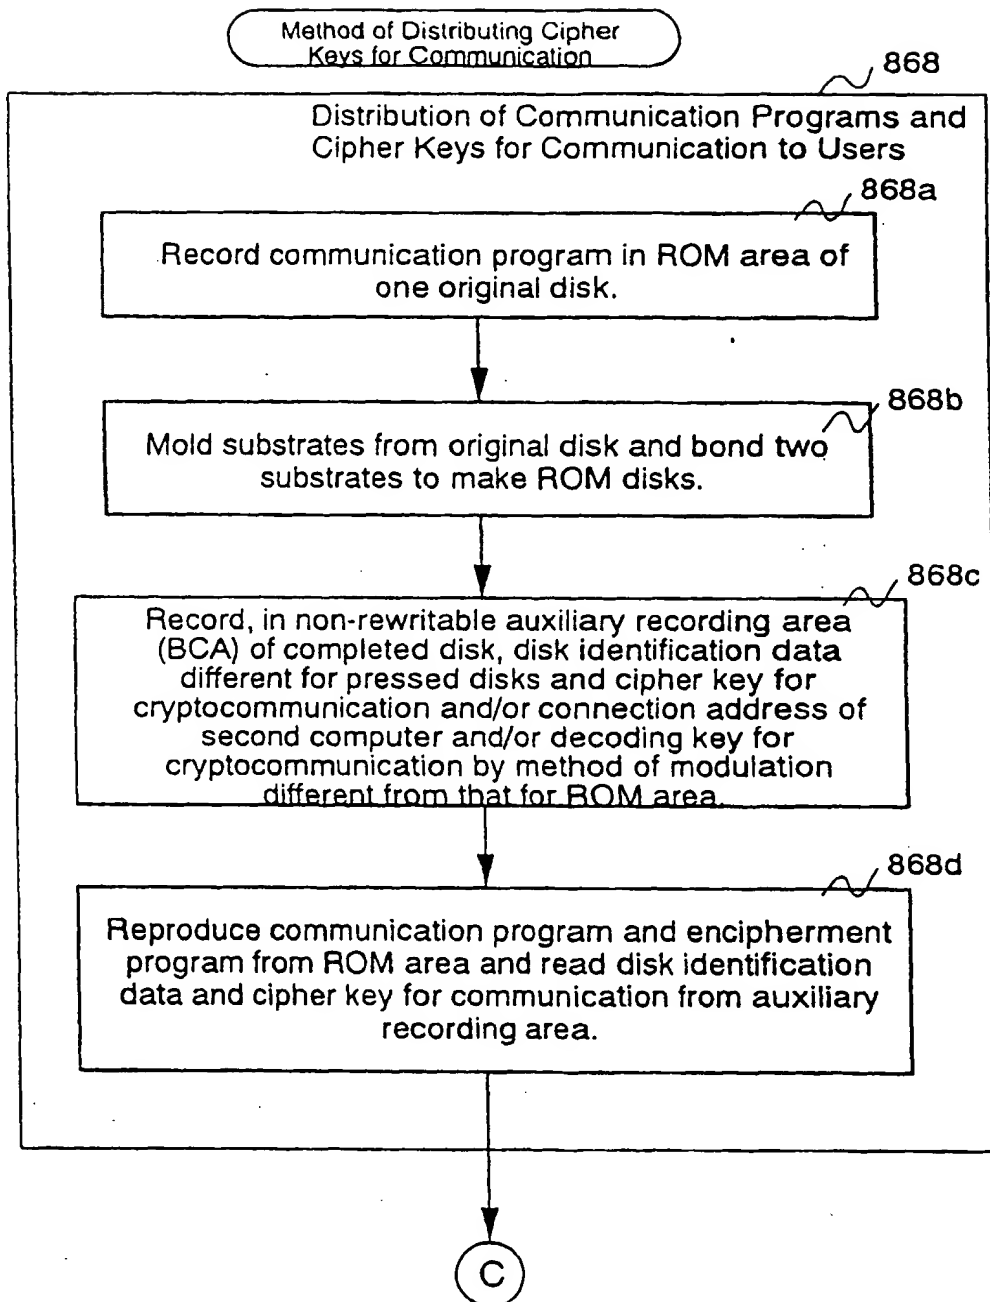 Method of Distributing Cipher
Keys for Communication
868
Distribution of Communication Programs and
Cipher Keys for Communication to Users
868a
Record communication program in ROM area of
one original disk.
868b
Mold substrates from original disk and bond two
substrates to make ROM disks.
868c
Record, in non-rewritable auxiliary recording area
(BCA) of completed disk, disk identification data
different for pressed disks and cipher key for
cryptocommunication and/or connection address of
second computer and/or decoding key for
cryptocommunication by method of modulation
different from that for ROM area.
868d
Reproduce communication program and encipherment
program from ROM area and read disk identification
data and cipher key for communication from auxiliary
recording area.
C